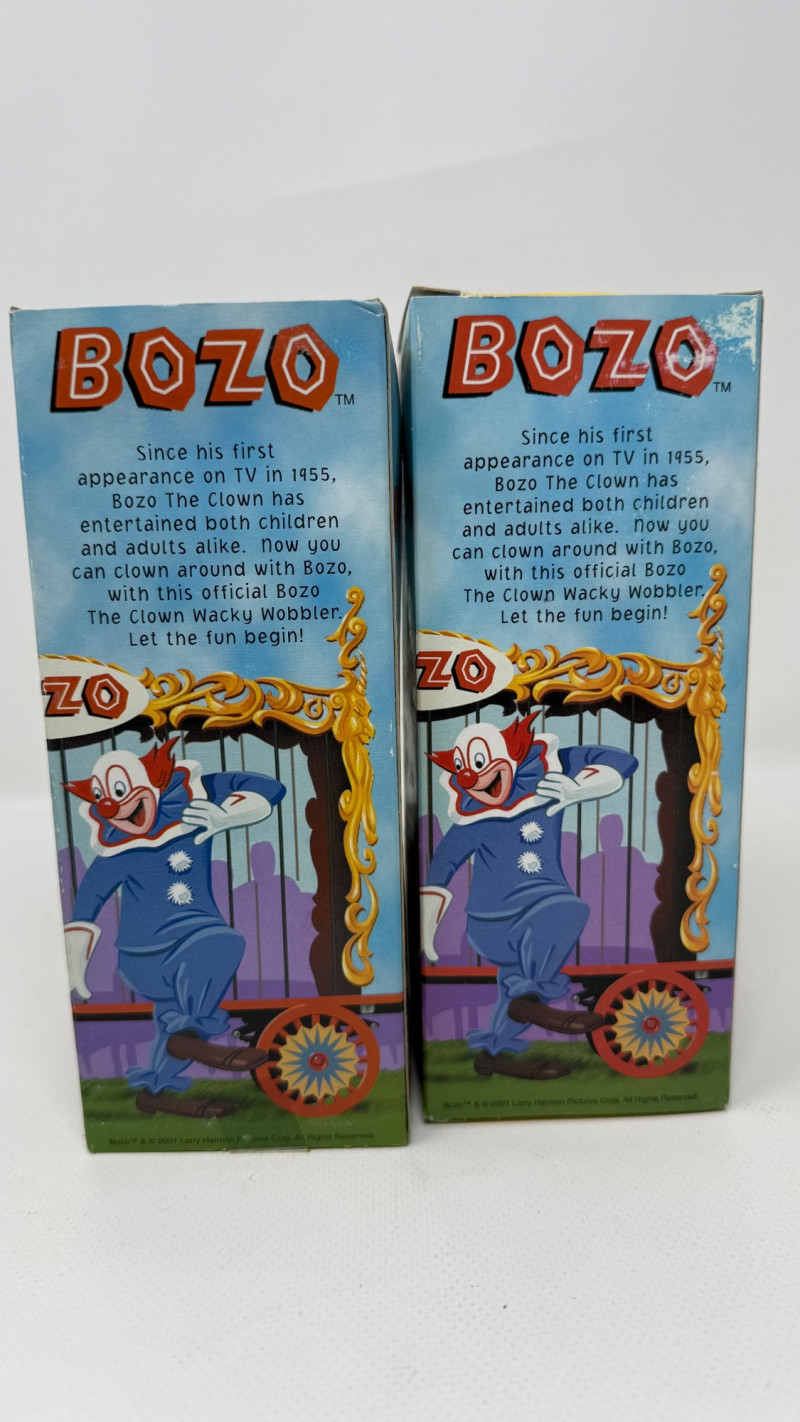 BOZO™
Since his first
appearance on TV in 1955,
Bozo The Clown has
entertained both children
and adults alike. Now you
can clown around with Bozo,
with this official Bozo
The Clown Wacky Wobbler.
Let the fun begin!
ZO
Bozo™ & © 2001 Larry Harmon Pictures Corp. All Rights Reserved.
BOZO™
Since his first
appearance on TV in 1955,
Bozo The Clown has
entertained both children
and adults alike. Now you
can clown around with Bozo,
with this official Bozo
The Clown Wacky Wobbler.
Let the fun begin!
ZO
Bozo™ & © 2001 Larry Harmon Pictures Corp. All Rights Reserved.